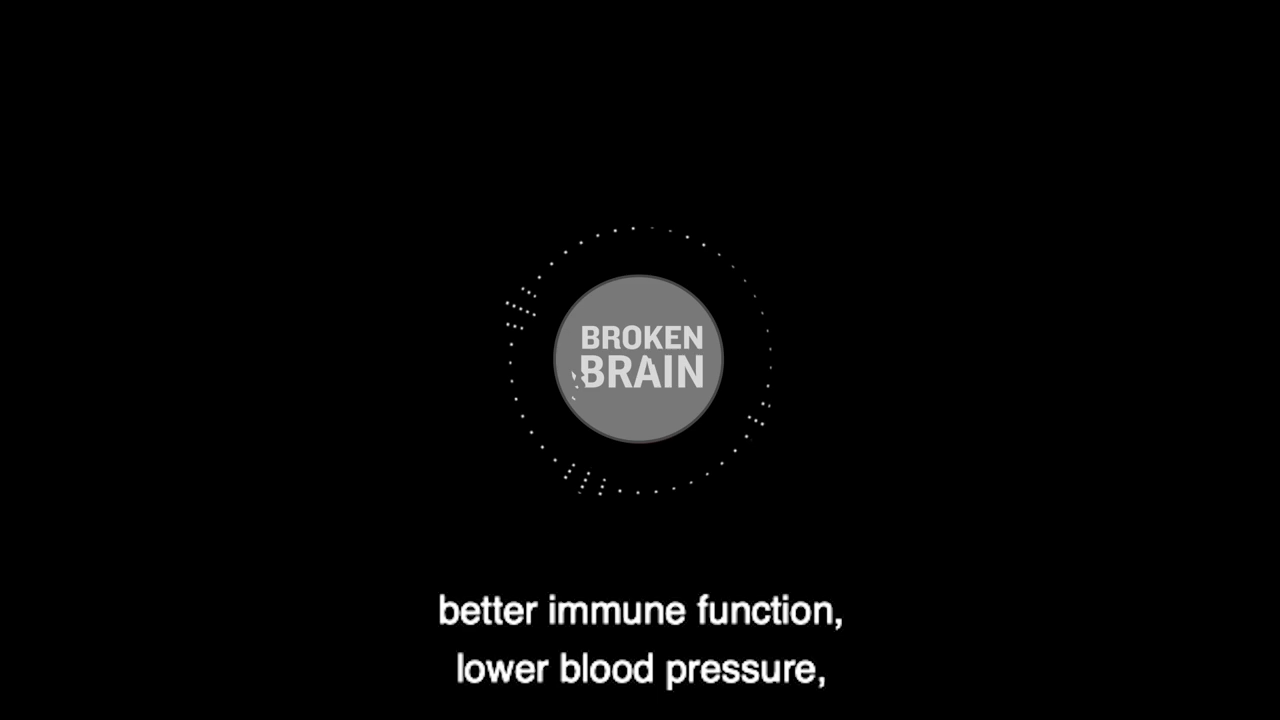 BROKEN
BRAIN
better immune function,
lower blood pressure,